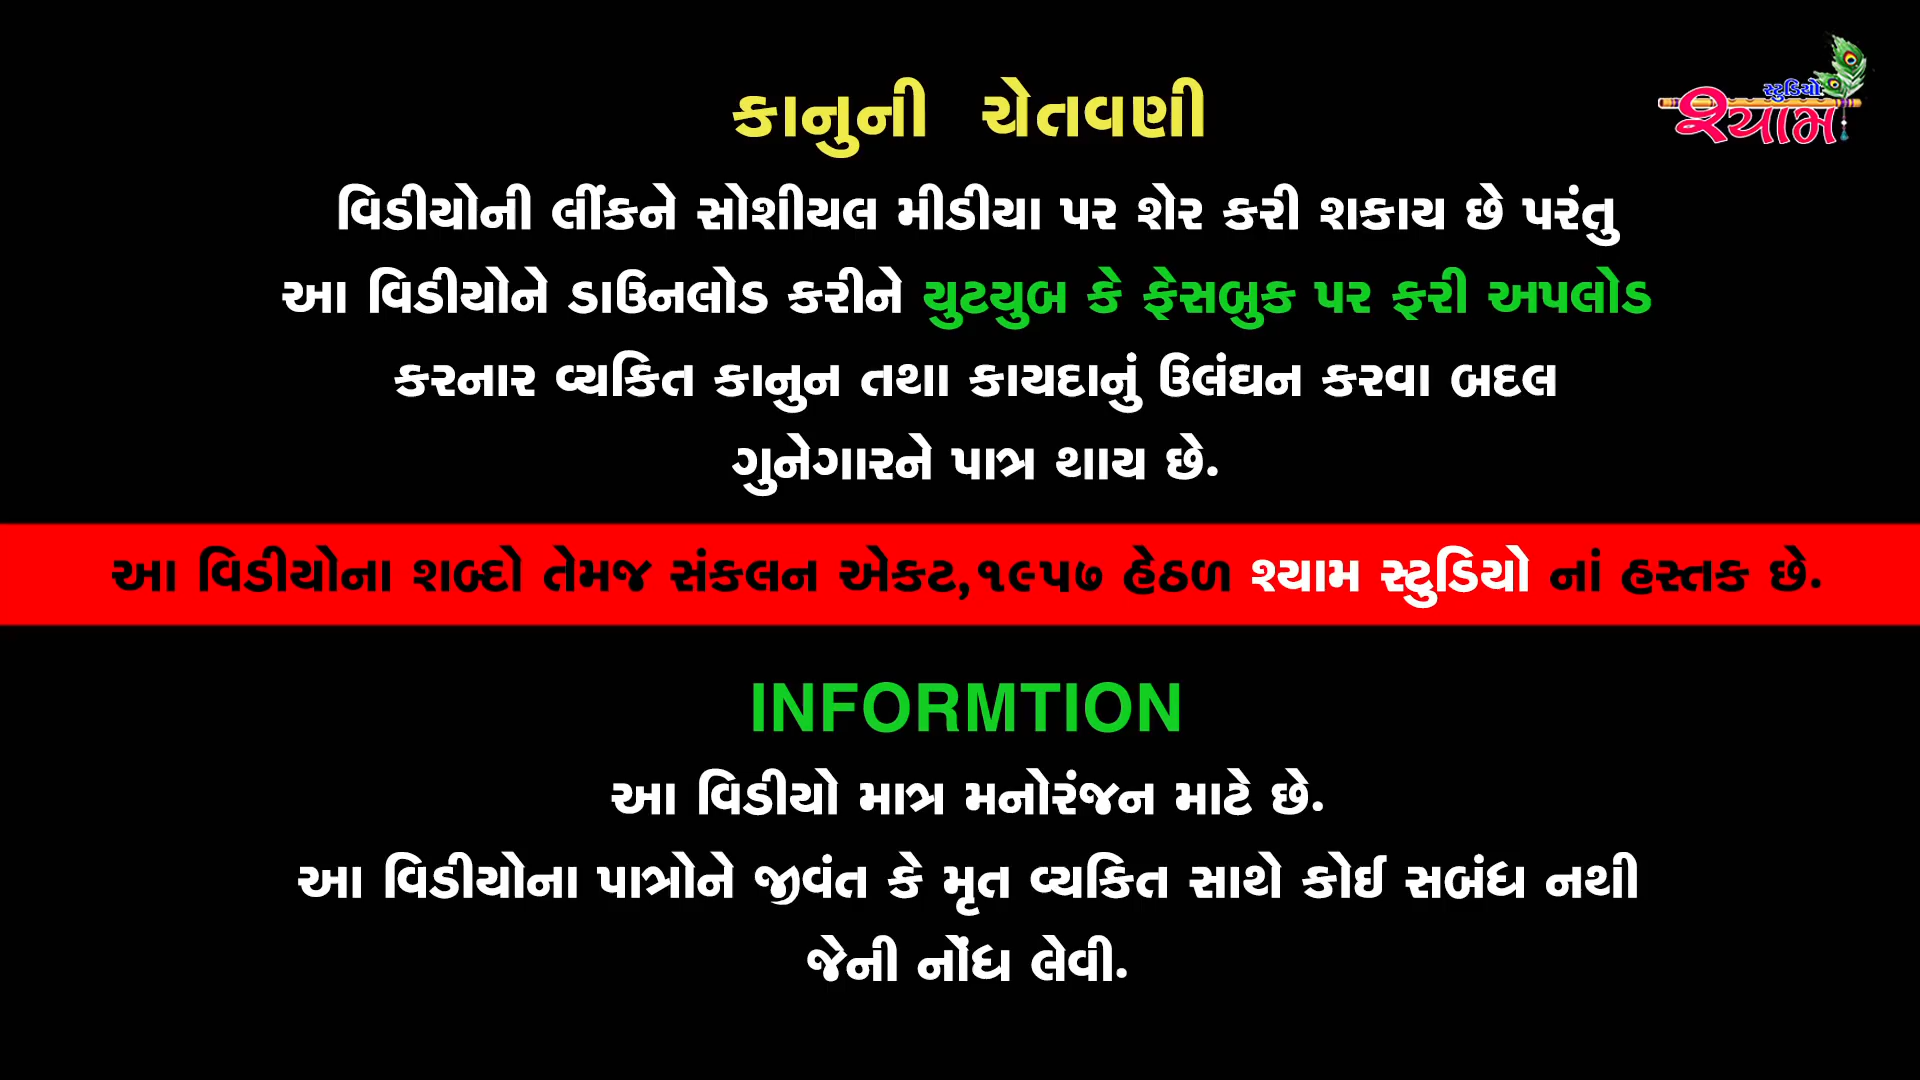 કાનુની ચેતવણી
સ્ટુડિયો
શ્યામ
વિડીયોની લીંકને સોશીયલ મીડીયા પર શેર કરી શકાય છે પરંતુ
આ વિડીયોને ડાઉનલોડ કરીને યુટયુબ કે ફેસબુક પર ફરી અપલોડ
કરનાર વ્યકિત કાનુન તથા કાયદાનું ઉલંઘન કરવા બદલ
ગુનેગારને પાત્ર થાય છે.
આ વિડીયોના શબ્દો તેમજ સંકલન એકટ,૧૯૫૭ હેઠળ શ્યામ સ્ટુડિયો નાં હસ્તક છે.
INFORMTION
આ વિડીયો માત્ર મનોરંજન માટે છે.
આ વિડીયોના પાત્રોને જીવંત કે મૃત વ્યકિત સાથે કોઈ સબંધ નથી
જેની નોંધ લેવી.